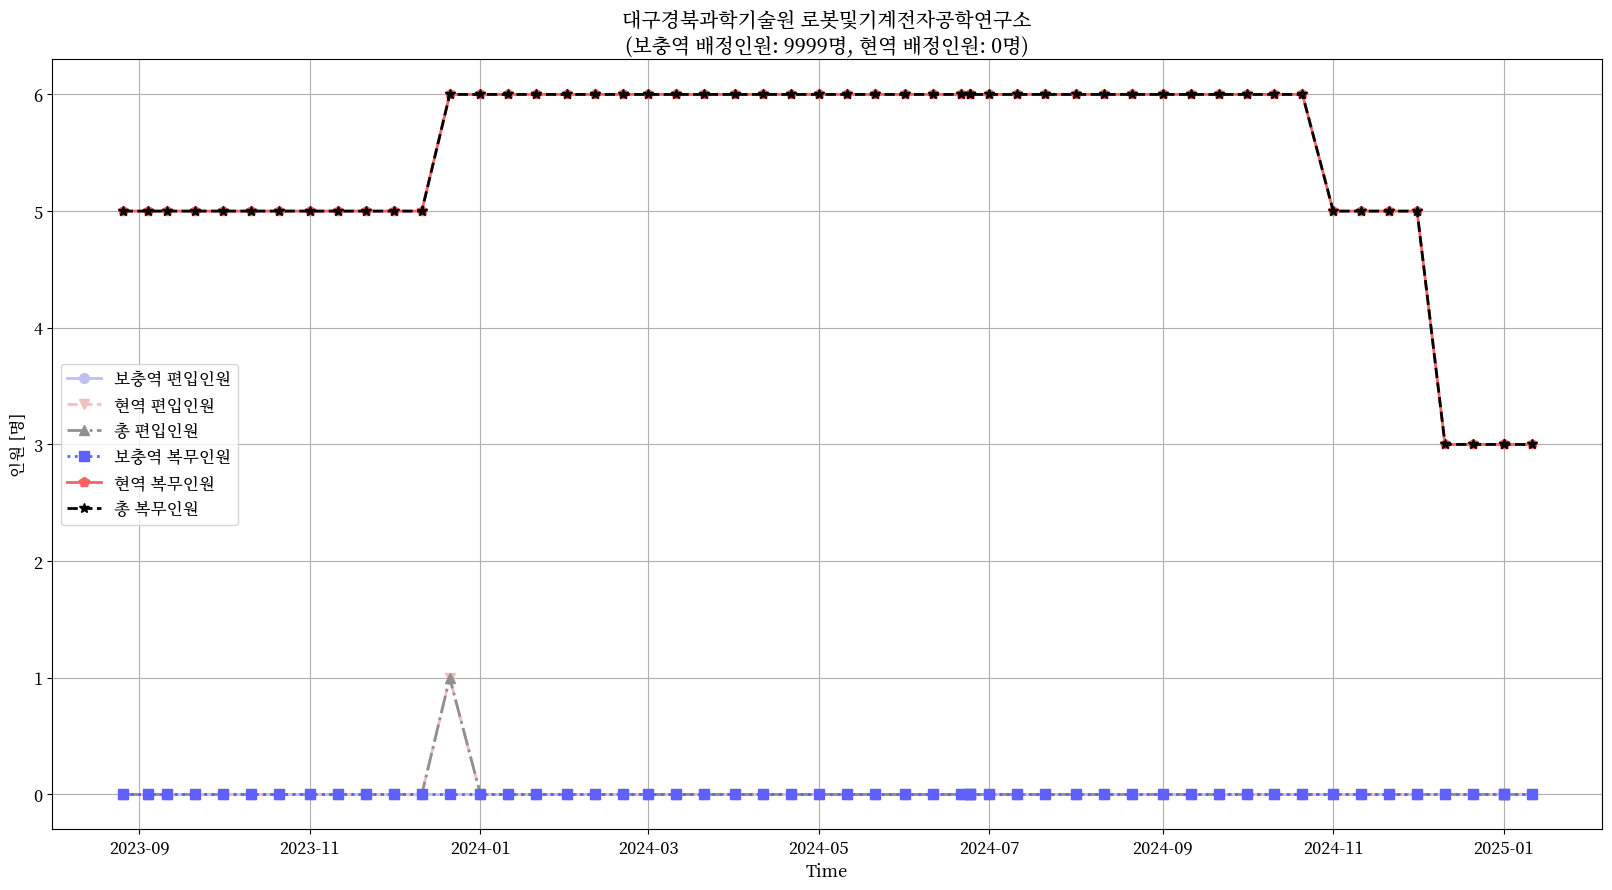 대구경북과학기술원 로봇및기계전자공학연구소
(보충역 배정인원: 9999명, 현역 배정인원: 0명)
6
5
4
3
2
1
0
인원 [명]
보충역 편입인원
현역 편입인원
총 편입인원
보충역 복무인원
현역 복무인원
총 복무인원
2023-09 2023-11 2024-01 2024-03 2024-05 2024-07 2024-09 2024-11 2025-01
Time